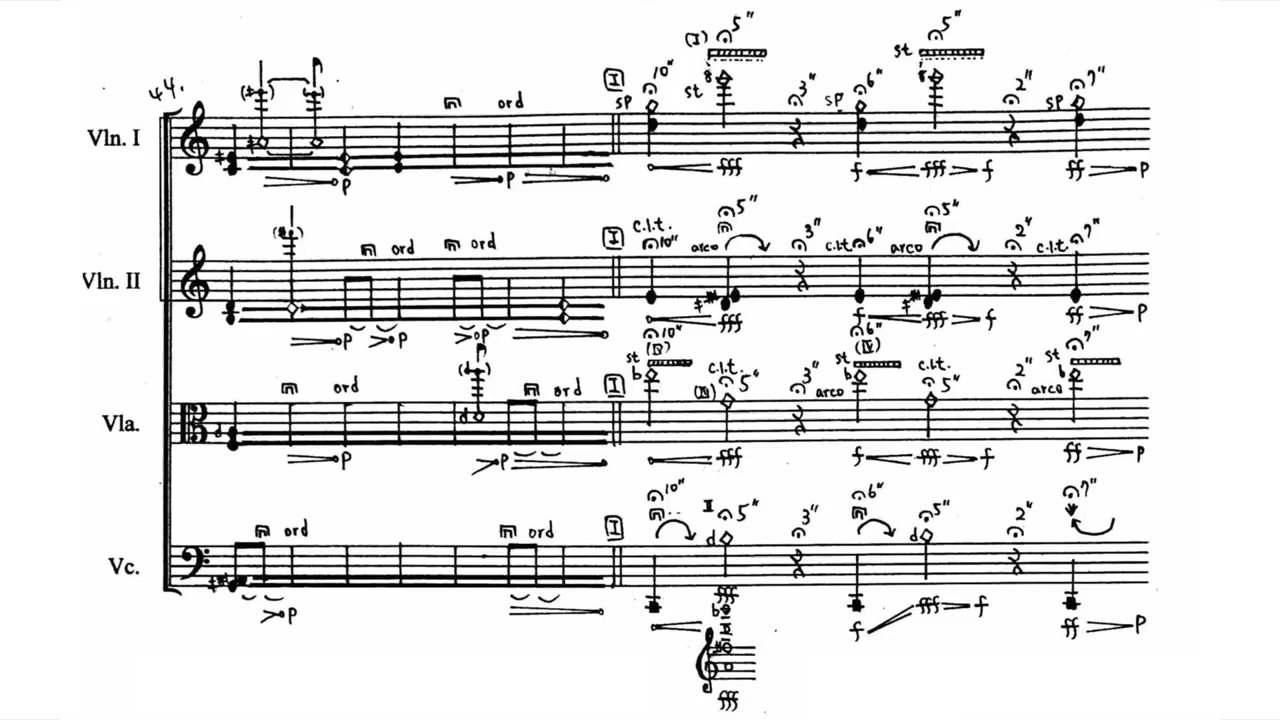 44.
(I) 5" st 5"
I 10" 3" 6" 2" 7"
Vln. I ord sp st sp sp
p p fff f fff f ff p
5" 5"
I c.l.t. 10" arco 3" c.l.t. 6" arco 2" c.l.t. 7"
Vln. II ord ord
p p p fff f fff f ff p
10" 6" 7"
st (IV) c.l.t. st (IV) c.l.t. st
Vla. ord ord I (IV) 5" 3" arco 5" 2" arco
p p fff f fff f ff p
10" II 5" 3" 6" 5" 2" 7"
Vc. ord ord I
p fff f fff f ff p
fff